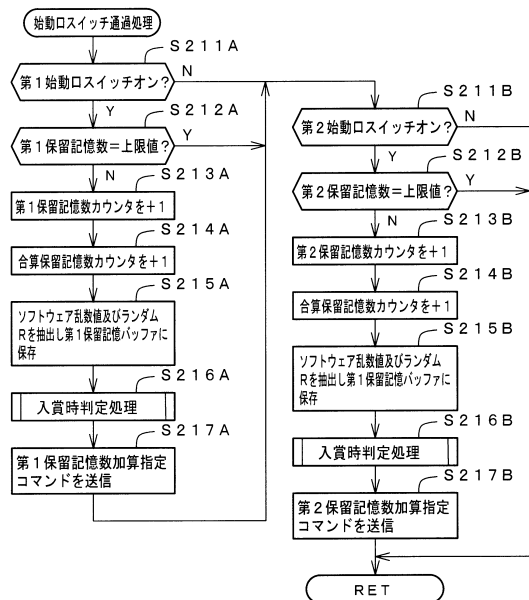 始動口スイッチ通過処理
S211A
第1始動口スイッチオン?
N
Y
S212A
第1保留記憶数=上限値?
Y
N
S213A
第1保留記憶数カウンタを+1
S214A
合算保留記憶数カウンタを+1
S215A
ソフトウェア乱数値及びランダム
Rを抽出し第1保留記憶バッファに
保存
S216A
入賞時判定処理
S217A
第1保留記憶数加算指定
コマンドを送信
S211B
第2始動口スイッチオン?
N
Y
S212B
第2保留記憶数=上限値?
Y
N
S213B
第2保留記憶数カウンタを+1
S214B
合算保留記憶数カウンタを+1
S215B
ソフトウェア乱数値及びランダム
Rを抽出し第1保留記憶バッファに
保存
S216B
入賞時判定処理
S217B
第2保留記憶数加算指定
コマンドを送信
RET